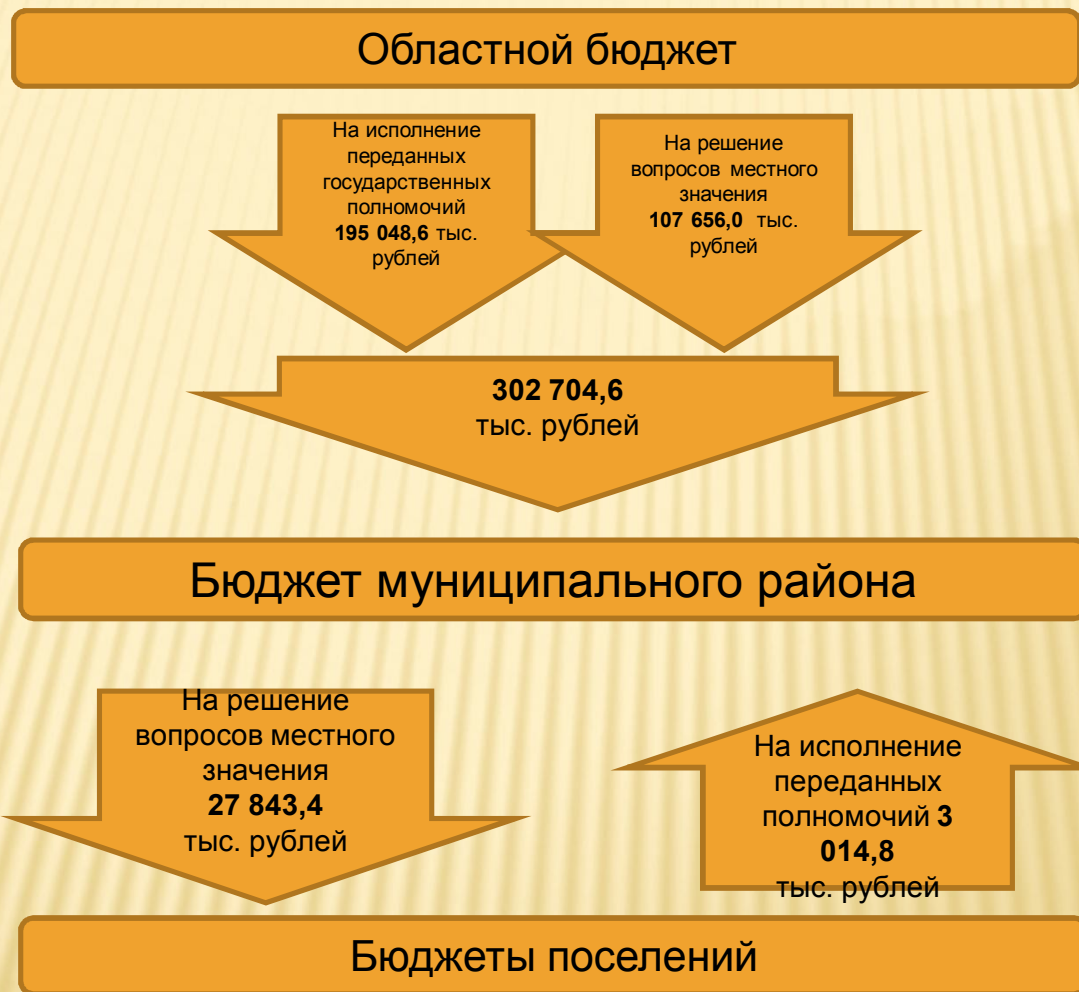 Областной бюджет
На исполнение
переданных
государственных
полномочий
195 048,6 тыс.
рублей
На решение
вопросов местного
значения
107 656,0 тыс.
рублей
302 704,6
тыс. рублей
Бюджет муниципального района
На решение
вопросов местного
значения
27 843,4
тыс. рублей
На исполнение
переданных
полномочий 3
014,8
тыс. рублей
Бюджеты поселений